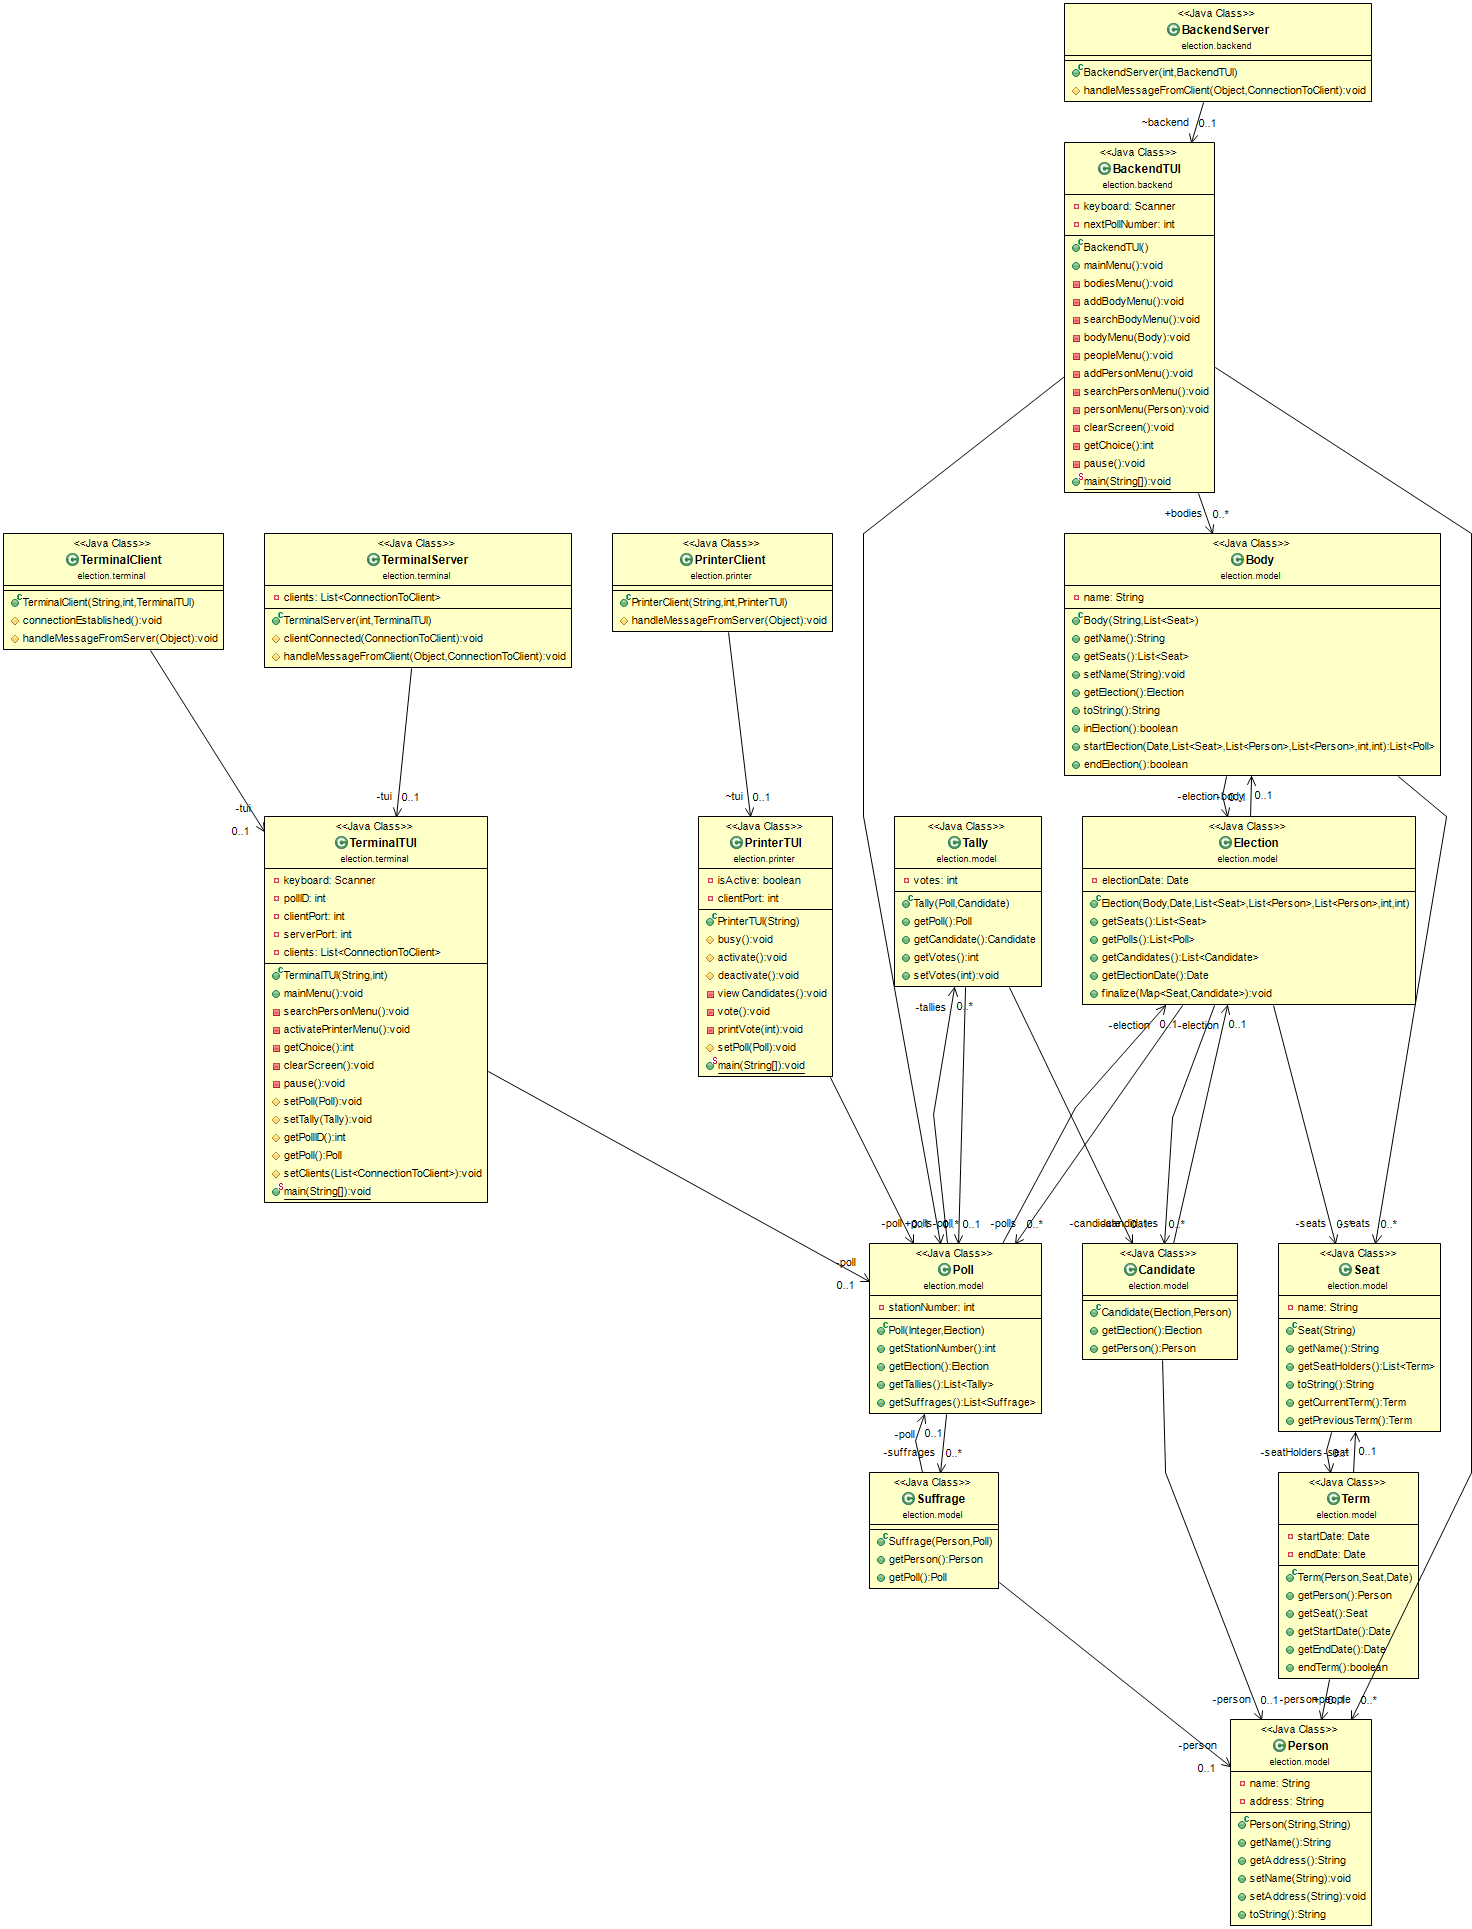 <<Java Class>>
BackendServer
election.backend
BackendServer(int,BackendTUI)
handleMessageFromClient(Object,ConnectionToClient):void
~backend 0..1
<<Java Class>>
BackendTUI
election.backend
keyboard: Scanner
nextPollNumber: int
BackendTUI()
mainMenu():void
bodiesMenu():void
addBodyMenu():void
searchBodyMenu():void
bodyMenu(Body):void
peopleMenu():void
addPersonMenu():void
searchPersonMenu():void
personMenu(Person):void
clearScreen():void
getChoice():int
pause():void
main(String[]):void
+bodies 0..*
<<Java Class>>
TerminalClient
election.terminal
TerminalClient(String,int,TerminalTUI)
connectionEstablished():void
handleMessageFromServer(Object):void
<<Java Class>>
TerminalServer
election.terminal
clients: List<ConnectionToClient>
TerminalServer(int,TerminalTUI)
clientConnected(ConnectionToClient):void
handleMessageFromClient(Object,ConnectionToClient):void
<<Java Class>>
PrinterClient
election.printer
PrinterClient(String,int,PrinterTUI)
handleMessageFromServer(Object):void
<<Java Class>>
Body
election.model
name: String
Body(String,List<Seat>)
getName():String
getSeats():List<Seat>
setName(String):void
getElection():Election
toString():String
inElection():boolean
startElection(Date,List<Seat>,List<Person>,List<Person>,int,int):List<Poll>
endElection():boolean
-tui
0..1
-tui 0..1
~tui 0..1
-election -body 0..1 0..1
<<Java Class>>
TerminalTUI
election.terminal
keyboard: Scanner
pollID: int
clientPort: int
serverPort: int
clients: List<ConnectionToClient>
TerminalTUI(String,int)
mainMenu():void
searchPersonMenu():void
activatePrinterMenu():void
getChoice():int
clearScreen():void
pause():void
setPoll(Poll):void
setTally(Tally):void
getPollID():int
getPoll():Poll
setClients(List<ConnectionToClient>):void
main(String[]):void
<<Java Class>>
PrinterTUI
election.printer
isActive: boolean
clientPort: int
PrinterTUI(String)
busy():void
activate():void
deactivate():void
viewCandidates():void
vote():void
printVote(int):void
setPoll(Poll):void
main(String[]):void
<<Java Class>>
Tally
election.model
votes: int
Tally(Poll,Candidate)
getPoll():Poll
getCandidate():Candidate
getVotes():int
setVotes(int):void
<<Java Class>>
Election
election.model
electionDate: Date
Election(Body,Date,List<Seat>,List<Person>,List<Person>,int,int)
getSeats():List<Seat>
getPolls():List<Poll>
getCandidates():List<Candidate>
getElectionDate():Date
finalize(Map<Seat,Candidate>):void
-tallies 0..*
-election 0..1
-election 0..1
-poll +polls -poll 0..1
-polls 0..*
-candidate 0..*
-seats -seats 0..*
-poll
0..1
<<Java Class>>
Poll
election.model
stationNumber: int
Poll(Integer,Election)
getStationNumber():int
getElection():Election
getTallies():List<Tally>
getSuffrages():List<Suffrage>
<<Java Class>>
Candidate
election.model
Candidate(Election,Person)
getElection():Election
getPerson():Person
<<Java Class>>
Seat
election.model
name: String
Seat(String)
getName():String
getSeatHolders():List<Term>
toString():String
getCurrentTerm():Term
getPreviousTerm():Term
-poll 0..1
-suffrages 0..*
-seatHolders -seat 0..1
<<Java Class>>
Suffrage
election.model
Suffrage(Person,Poll)
getPerson():Person
getPoll():Poll
<<Java Class>>
Term
election.model
startDate: Date
endDate: Date
Term(Person,Seat,Date)
getPerson():Person
getSeat():Seat
getStartDate():Date
getEndDate():Date
endTerm():boolean
-person 0..1
-person +people 0..*
-person
0..1
<<Java Class>>
Person
election.model
name: String
address: String
Person(String,String)
getName():String
getAddress():String
setName(String):void
setAddress(String):void
toString():String